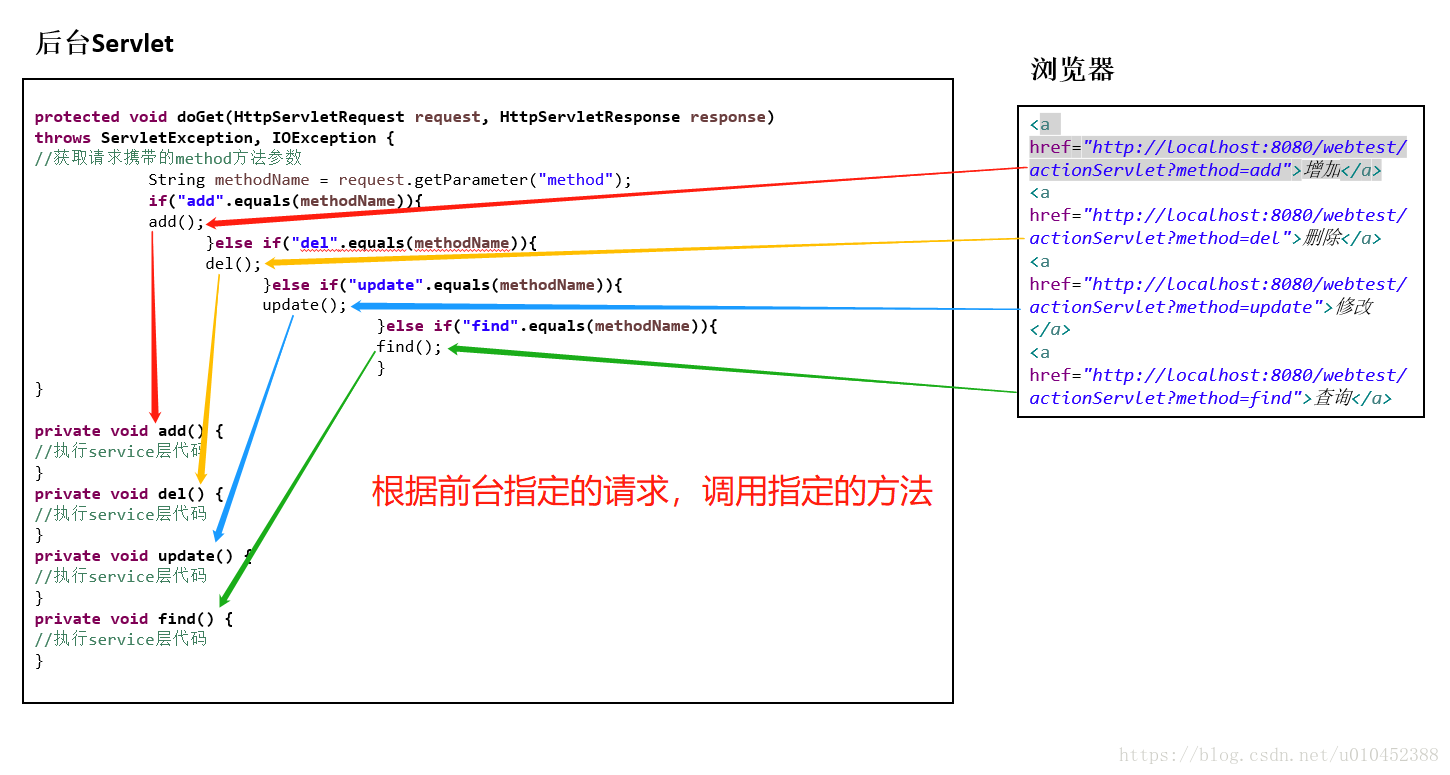 后台Servlet
protected void doGet(HttpServletRequest request, HttpServletResponse response)
throws ServletException, IOException {
//获取请求携带的method方法参数
String methodName = request.getParameter("method");
if("add".equals(methodName)){
add();
}else if("del".equals(methodName)){
del();
}else if("update".equals(methodName)){
update();
}else if("find".equals(methodName)){
find();
}
}
private void add() {
//执行service层代码
}
private void del() {
//执行service层代码
}
private void update() {
//执行service层代码
}
private void find() {
//执行service层代码
}
根据前台指定的请求，调用指定的方法
浏览器
<a
href="http://localhost:8080/webtest/
actionServlet?method=add">增加</a>
<a
href="http://localhost:8080/webtest/
actionServlet?method=del">删除</a>
<a
href="http://localhost:8080/webtest/
actionServlet?method=update">修改
</a>
<a
href="http://localhost:8080/webtest/
actionServlet?method=find">查询</a>
https://blog.csdn.net/u010452388